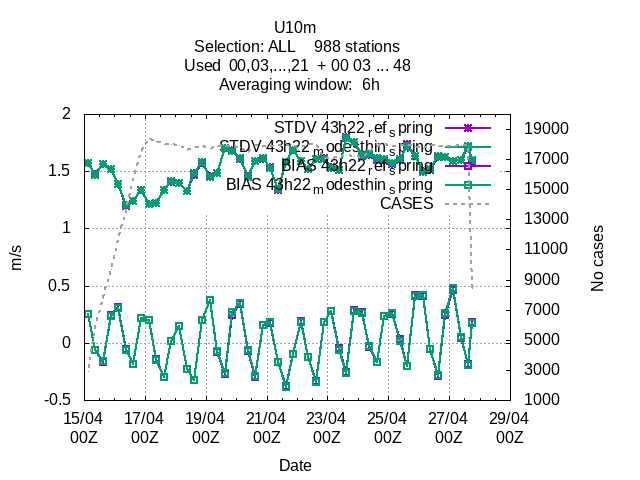 U10m
Selection: ALL 988 stations
Used 00,03,...,21 + 00 03 ... 48
Averaging window: 6h
STDV 43h22_ref_spring
STDV 43h22_modesthin_spring
BIAS 43h22_ref_spring
BIAS 43h22_modesthin_spring
CASES
m/s
2
1.5
1
0.5
0
-0.5
No cases
19000
17000
15000
13000
11000
9000
7000
5000
3000
1000
15/04 17/04 19/04 21/04 23/04 25/04 27/04 29/04
00Z 00Z 00Z 00Z 00Z 00Z 00Z 00Z
Date